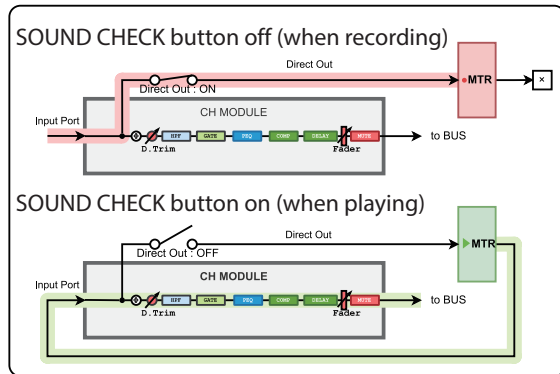 SOUND CHECK button off (when recording)
Direct Out
MTR
×
Direct Out : ON
CH MODULE
Input Port
Φ
HPF
GATE
PEQ
COMP
DELAY
MUTE
to BUS
D.Trim
Fader
SOUND CHECK button on (when playing)
Direct Out
MTR
Direct Out : OFF
CH MODULE
Input Port
Φ
HPF
GATE
PEQ
COMP
DELAY
MUTE
to BUS
D.Trim
Fader